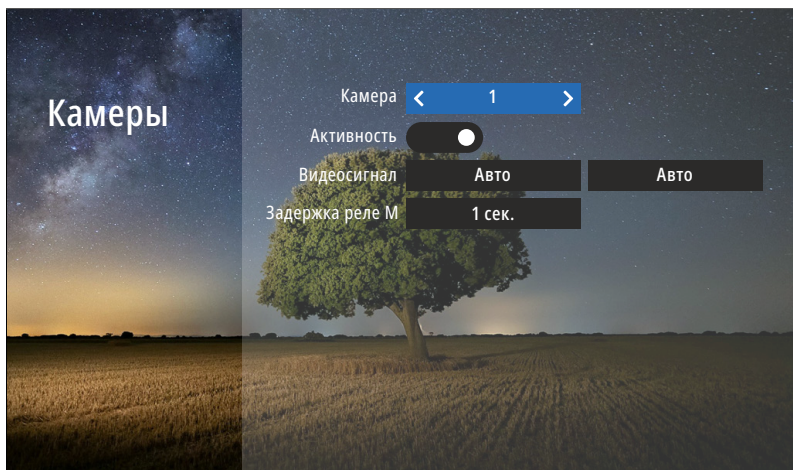 Камеры
Камера 1
Активность
Видеосигнал Авто Авто
Задержка реле М 1 сек.